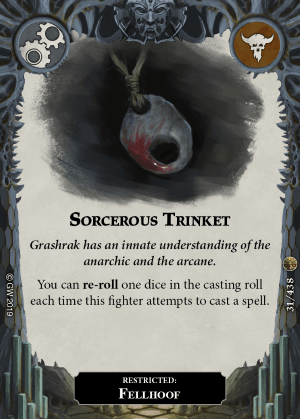 Sorcerous Trinket
Grashrak has an innate understanding of the
anarchic and the arcane.
You can re-roll one dice in the casting roll
each time this fighter attempts to cast a spell.
© GW 2019
31/438
RESTRICTED:
Fellhoof